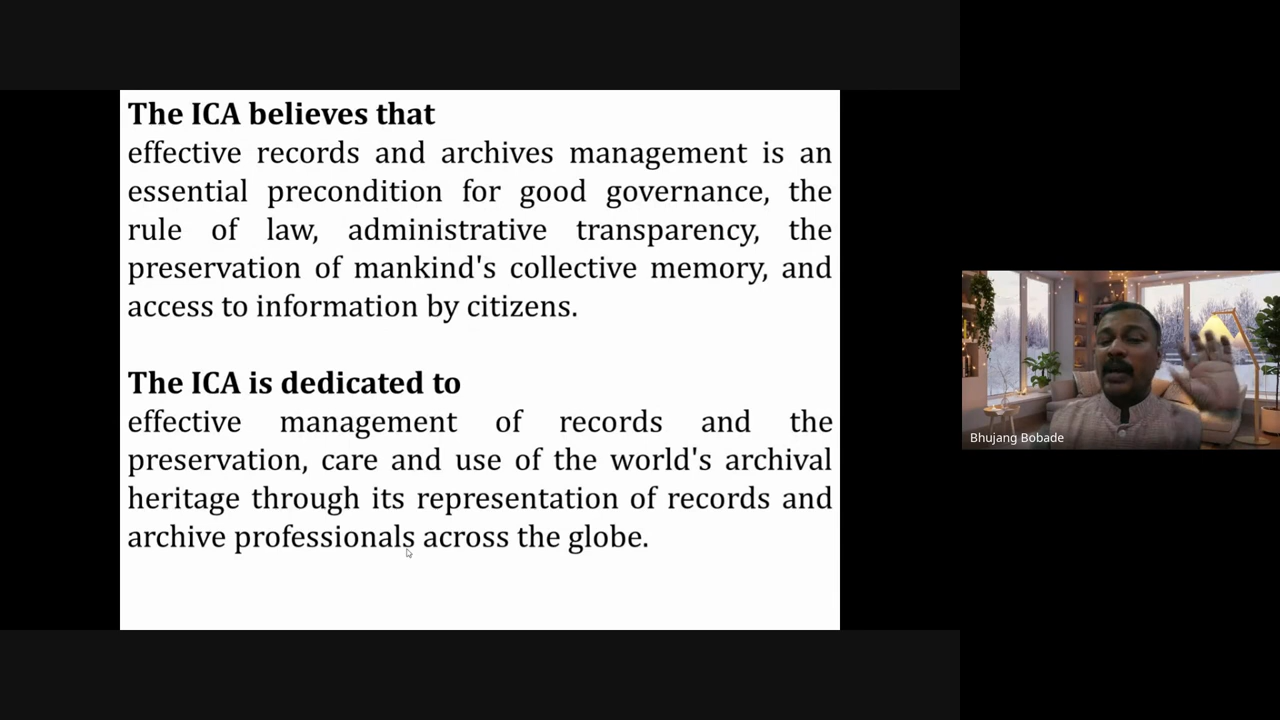 The ICA believes that
effective records and archives management is an
essential precondition for good governance, the
rule of law, administrative transparency, the
preservation of mankind's collective memory, and
access to information by citizens.
The ICA is dedicated to
effective management of records and the
preservation, care and use of the world's archival
heritage through its representation of records and
archive professionals across the globe.
Bhujang Bobade